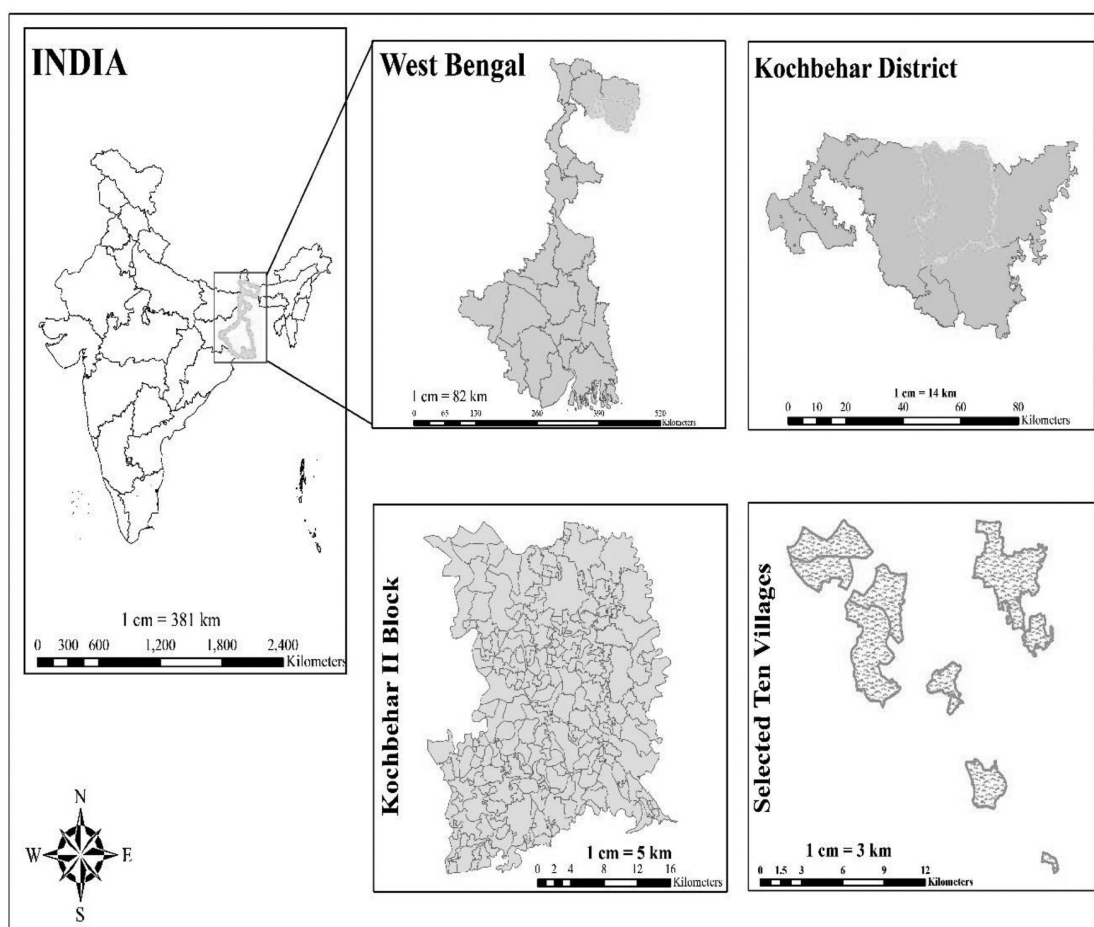 INDIA
1 cm = 381 km
0 300 600 1,200 1,800 2,400
Kilometers
West Bengal
1 cm = 82 km
0 65 130 260 390 520
Kilometers
Kochbehar District
1 cm = 14 km
0 10 20 40 60 80
Kilometers
Kochbehar II Block
1 cm = 5 km
0 2 4 8 12 16
Kilometers
Selected Ten Villages
1 cm = 3 km
0 1.5 3 6 9 12
Kilometers
N
W E
S